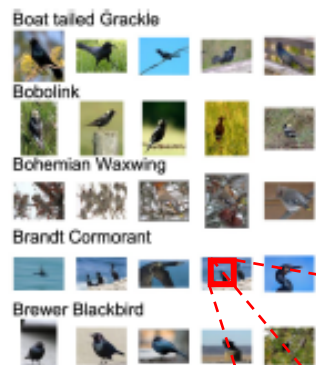 Boat tailed Grackle
Bobolink
Bohemian Waxwing
Brandt Cormorant
Brewer Blackbird